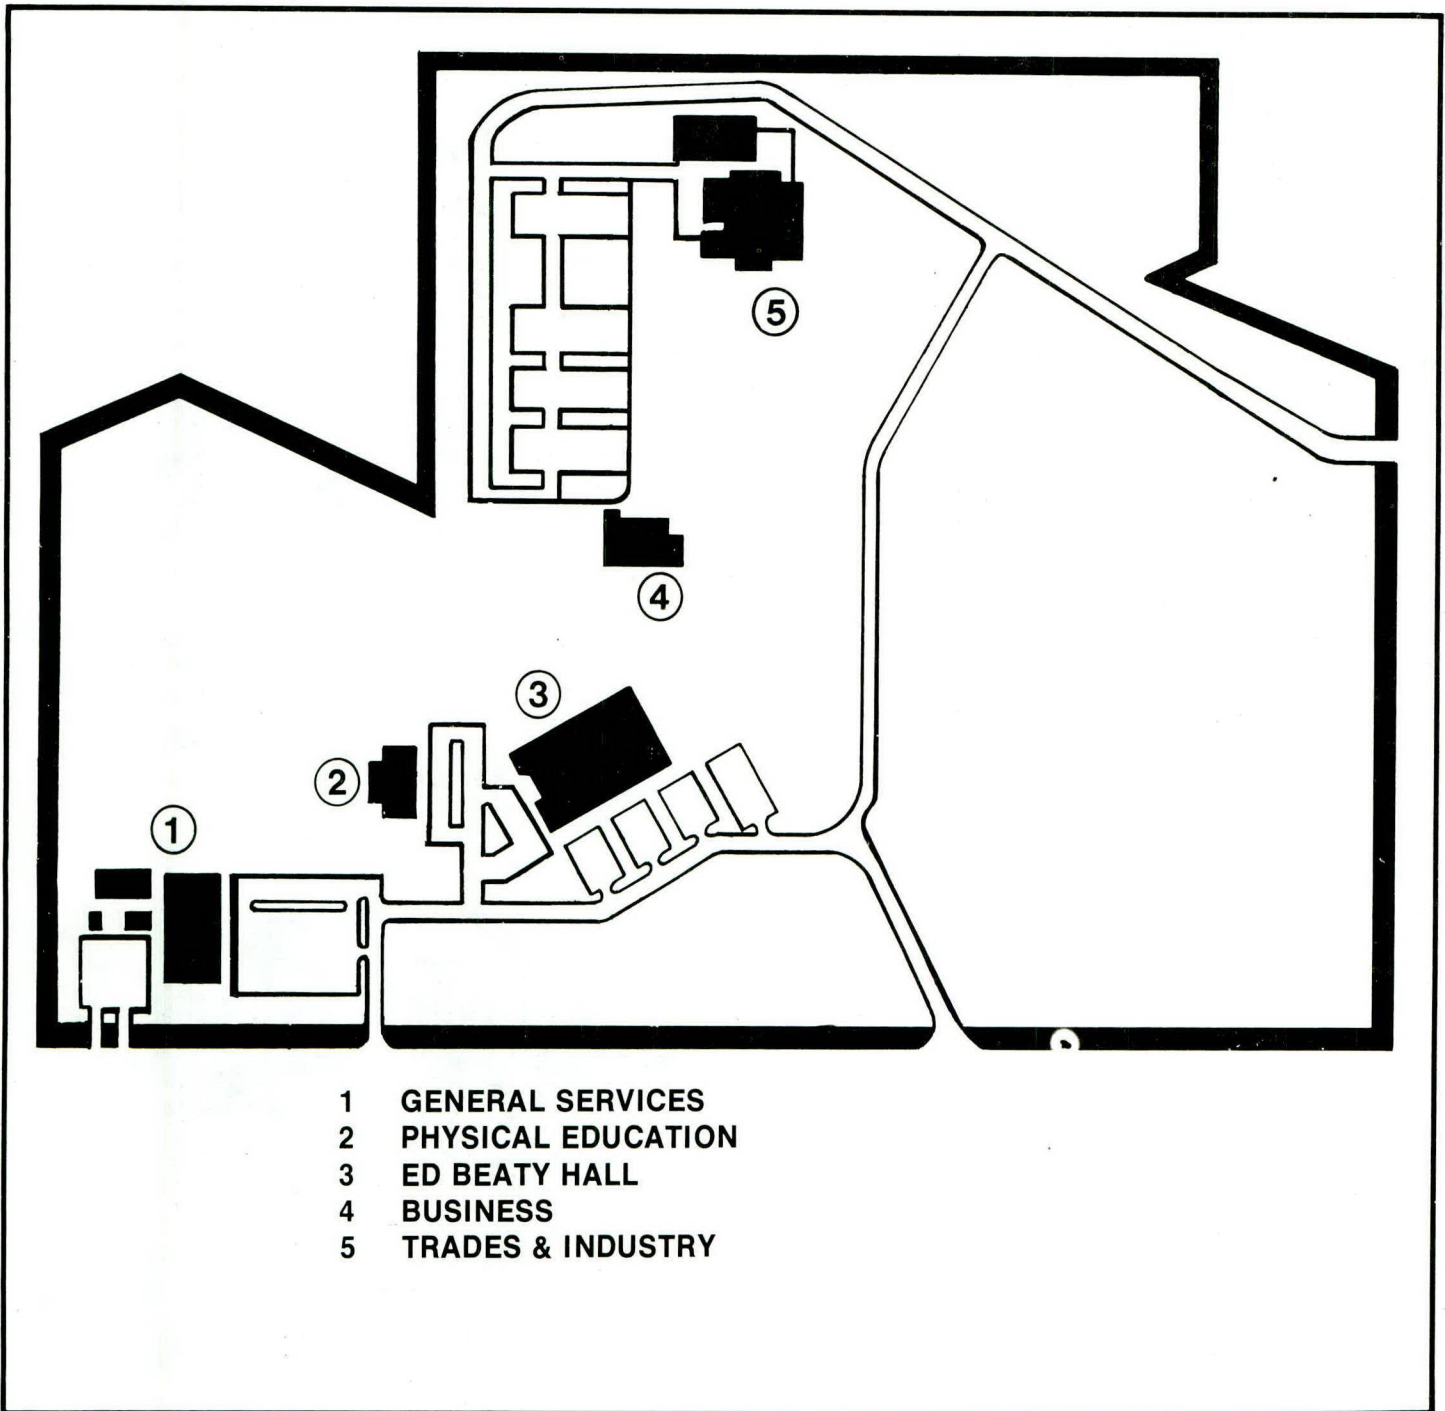 5
4
3
2
1
1 GENERAL SERVICES
2 PHYSICAL EDUCATION
3 ED BEATY HALL
4 BUSINESS
5 TRADES & INDUSTRY